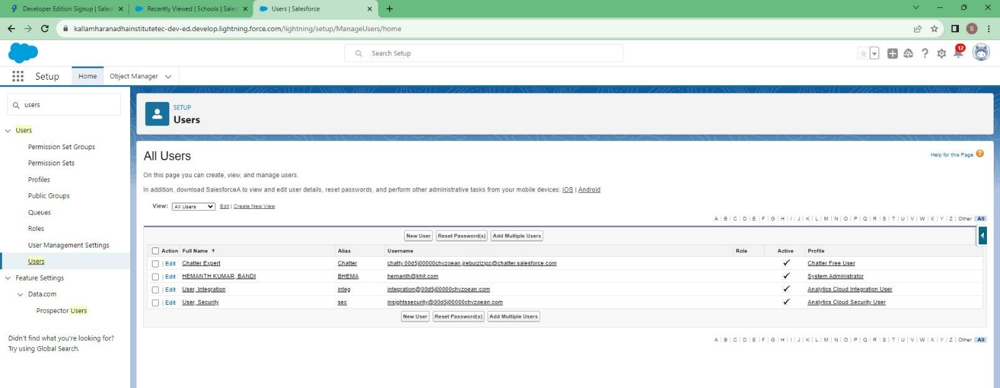 Developer Edition Signup | Sales
Recently Viewed | Schools | Sales
Users | Salesforce
kallamharanadhainstitutetec-dev-ed.develop.lightning.force.com/lightning/setup/ManageUsers/home
S
Search Setup
12
Setup
Home
Object Manager
users
Users
Permission Set Groups
Permission Sets
Profiles
Public Groups
Queues
Roles
User Management Settings
Users
Feature Settings
Data.com
Prospector Users
Didn't find what you're looking for?
Try using Global Search.
SETUP
Users
All Users
Help for this Page ?
On this page you can create, view, and manage users.
In addition, download SalesforceA to view and edit user details, reset passwords, and perform other administrative tasks from your mobile devices: iOS | Android
View: All Users Edit | Create New View
A | B | C | D | E | F | G | H | I | J | K | L | M | N | O | P | Q | R | S | T | U | V | W | X | Y | Z | Other All
New User Reset Password(s) Add Multiple Users
Action Full Name ↑ Alias Username Role Active Profile
| Edit Chatter Expert Chatter chatty.00d5j00000chvzoean.jrebuizlzipz@chatter.salesforce.com ✓ Chatter Free User
| Edit HEMANTH KUMAR, BANDI BHEMA hemanth@khit.com ✓ System Administrator
| Edit User, Integration integ integration@00d5j00000chvzoean.com ✓ Analytics Cloud Integration User
| Edit User, Security sec insightssecurity@00d5j00000chvzoean.com ✓ Analytics Cloud Security User
New User Reset Password(s) Add Multiple Users
A | B | C | D | E | F | G | H | I | J | K | L | M | N | O | P | Q | R | S | T | U | V | W | X | Y | Z | Other All